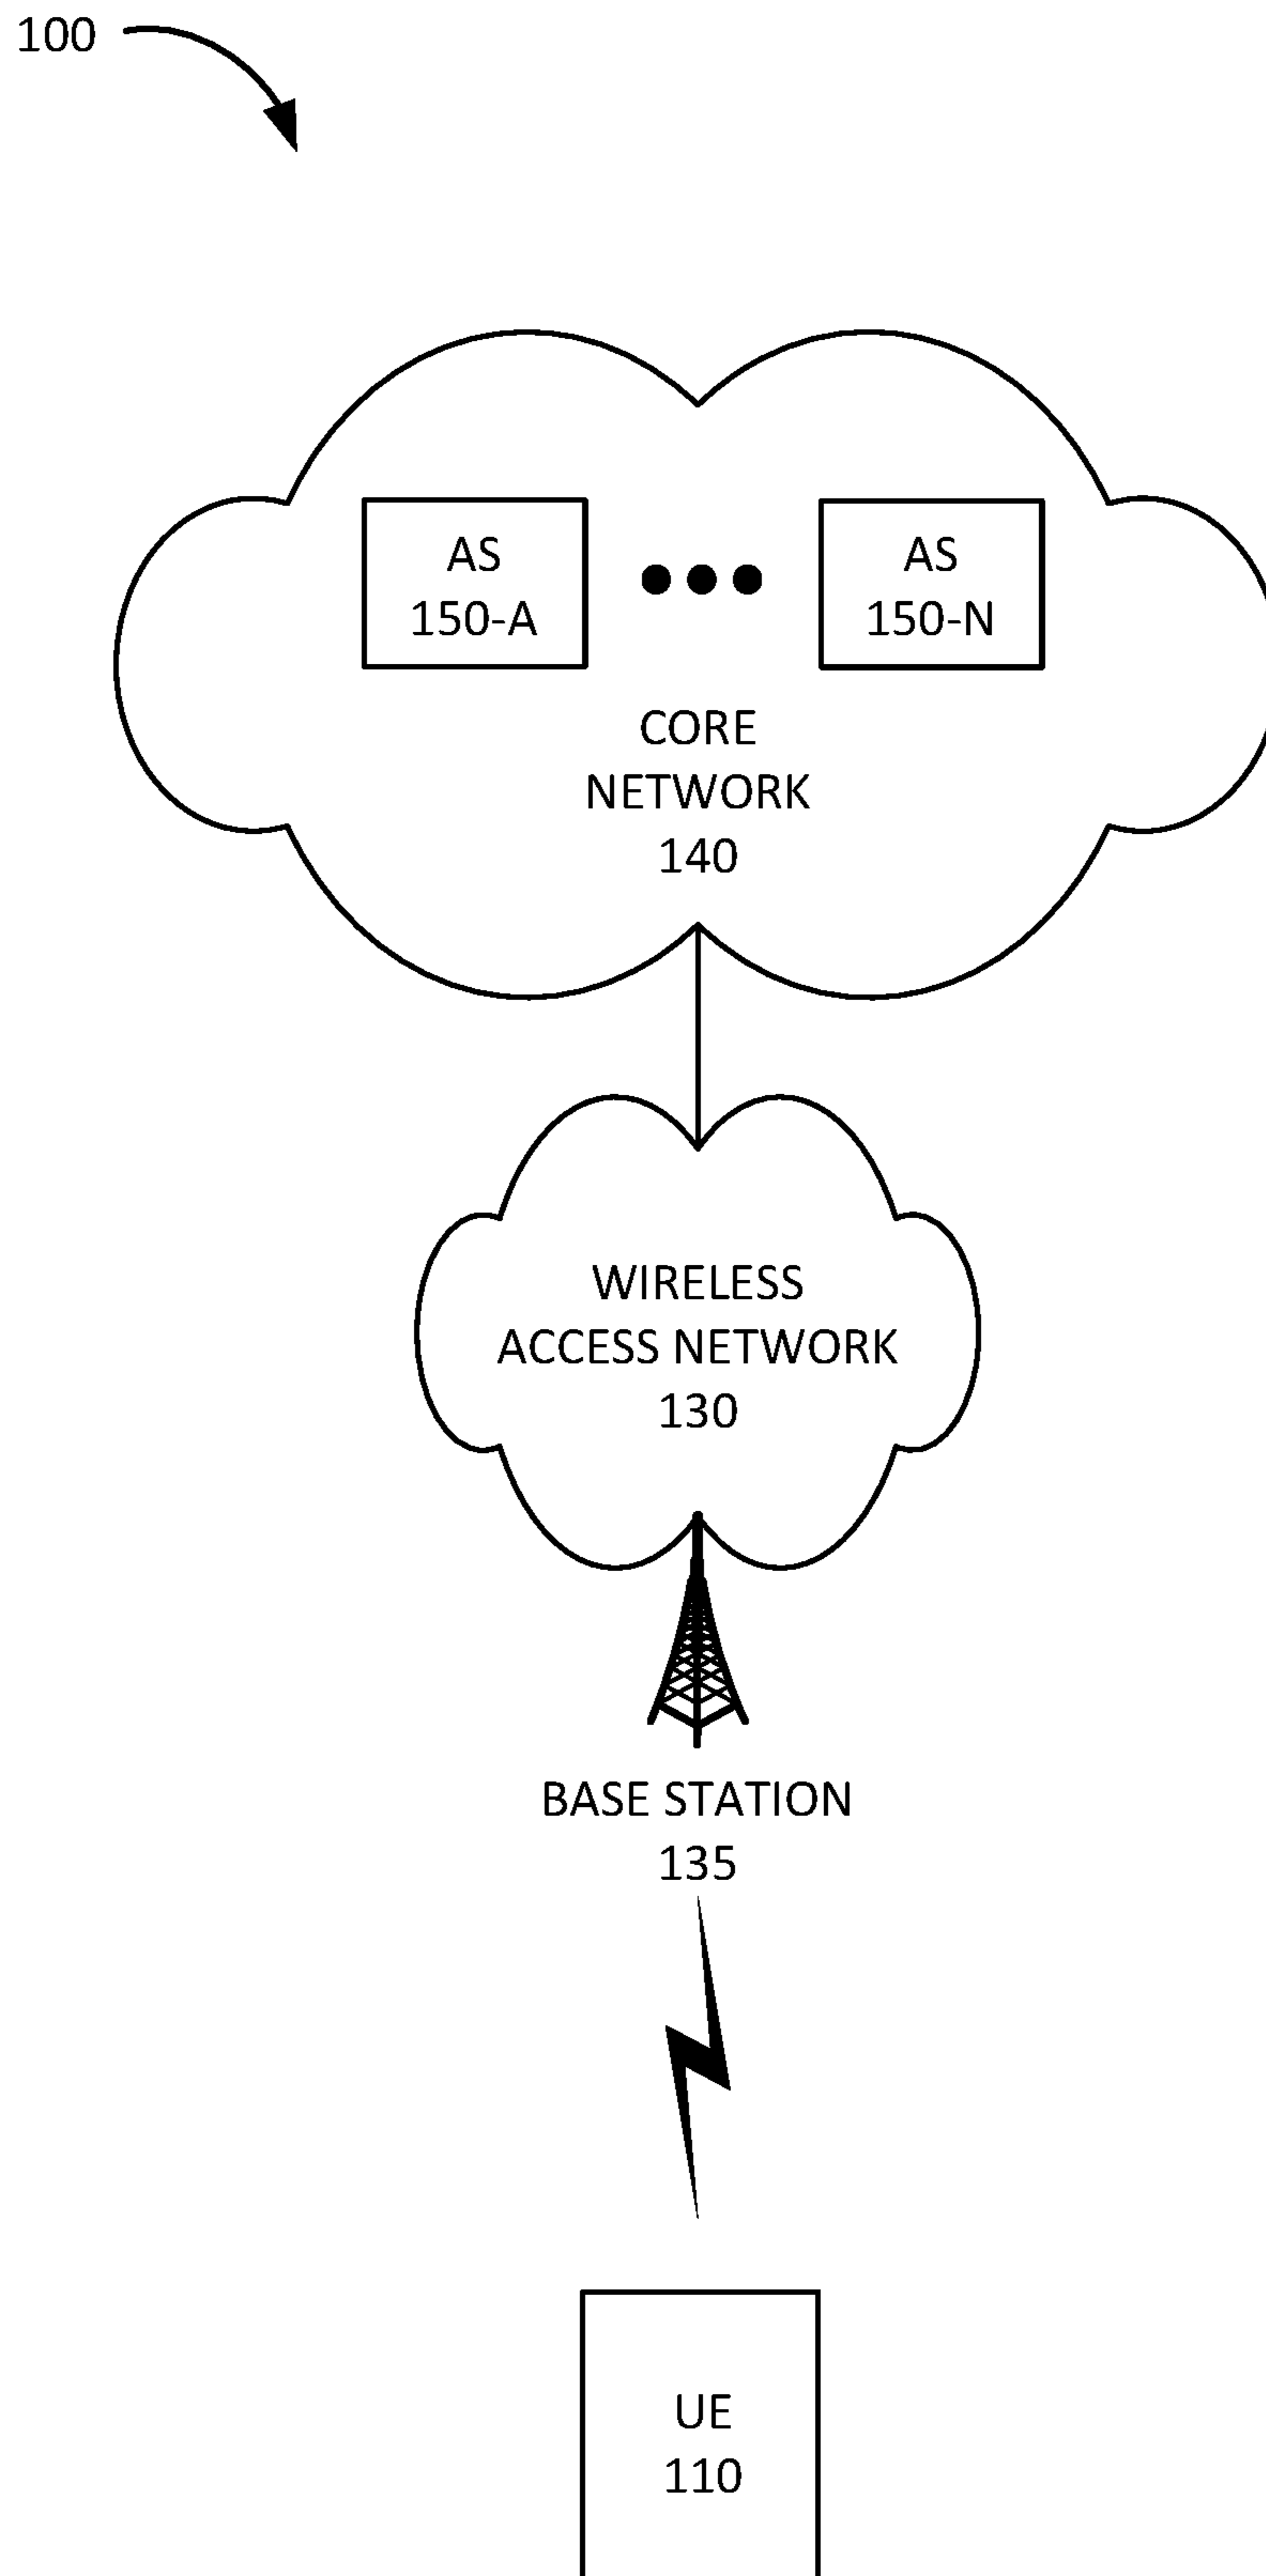 100
AS
150-A
AS
150-N
CORE
NETWORK
140
WIRELESS
ACCESS NETWORK
130
BASE STATION
135
UE
110